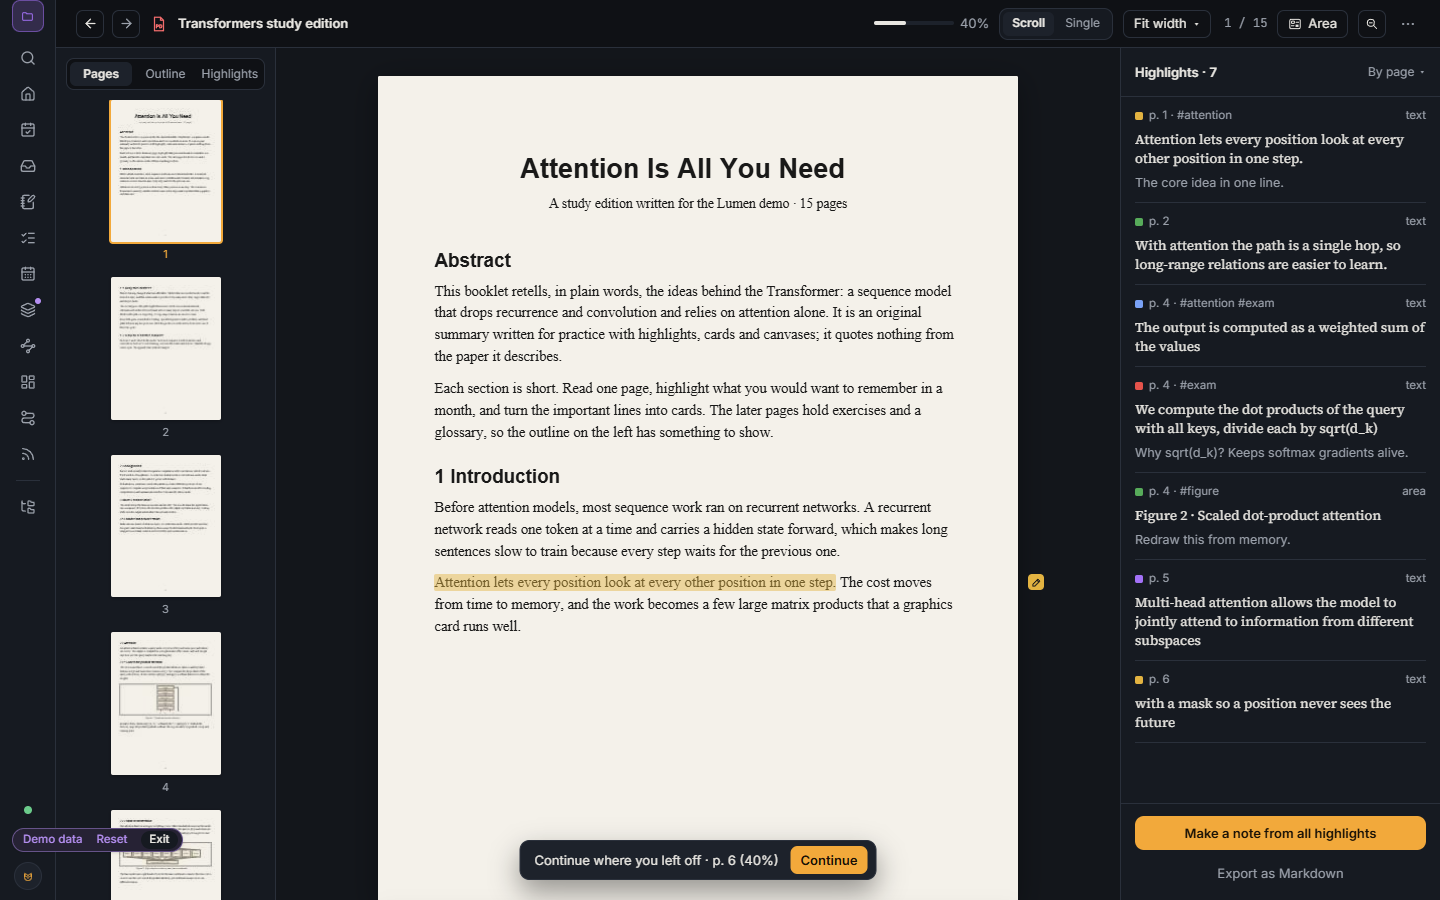 Transformers study edition
40%
Scroll
Single
Fit width
1 / 15
Area
Pages
Outline
Highlights
Attention Is All You Need
1
2
3
4
Demo data
Reset
Exit
Attention Is All You Need
A study edition written for the Lumen demo · 15 pages
Abstract
This booklet retells, in plain words, the ideas behind the Transformer: a sequence model
that drops recurrence and convolution and relies on attention alone. It is an original
summary written for practice with highlights, cards and canvases; it quotes nothing from
the paper it describes.
Each section is short. Read one page, highlight what you would want to remember in a
month, and turn the important lines into cards. The later pages hold exercises and a
glossary, so the outline on the left has something to show.
1 Introduction
Before attention models, most sequence work ran on recurrent networks. A recurrent
network reads one token at a time and carries a hidden state forward, which makes long
sentences slow to train because every step waits for the previous one.
Attention lets every position look at every other position in one step. The cost moves
from time to memory, and the work becomes a few large matrix products that a graphics
card runs well.
Continue where you left off · p. 6 (40%)
Continue
Highlights · 7
By page
p. 1 · #attention
text
Attention lets every position look at every
other position in one step.
The core idea in one line.
p. 2
text
With attention the path is a single hop, so
long-range relations are easier to learn.
p. 4 · #attention #exam
text
The output is computed as a weighted sum of
the values
p. 4 · #exam
text
We compute the dot products of the query
with all keys, divide each by sqrt(d_k)
Why sqrt(d_k)? Keeps softmax gradients alive.
p. 4 · #figure
area
Figure 2 · Scaled dot-product attention
Redraw this from memory.
p. 5
text
Multi-head attention allows the model to
jointly attend to information from different
subspaces
p. 6
text
with a mask so a position never sees the
future
Make a note from all highlights
Export as Markdown